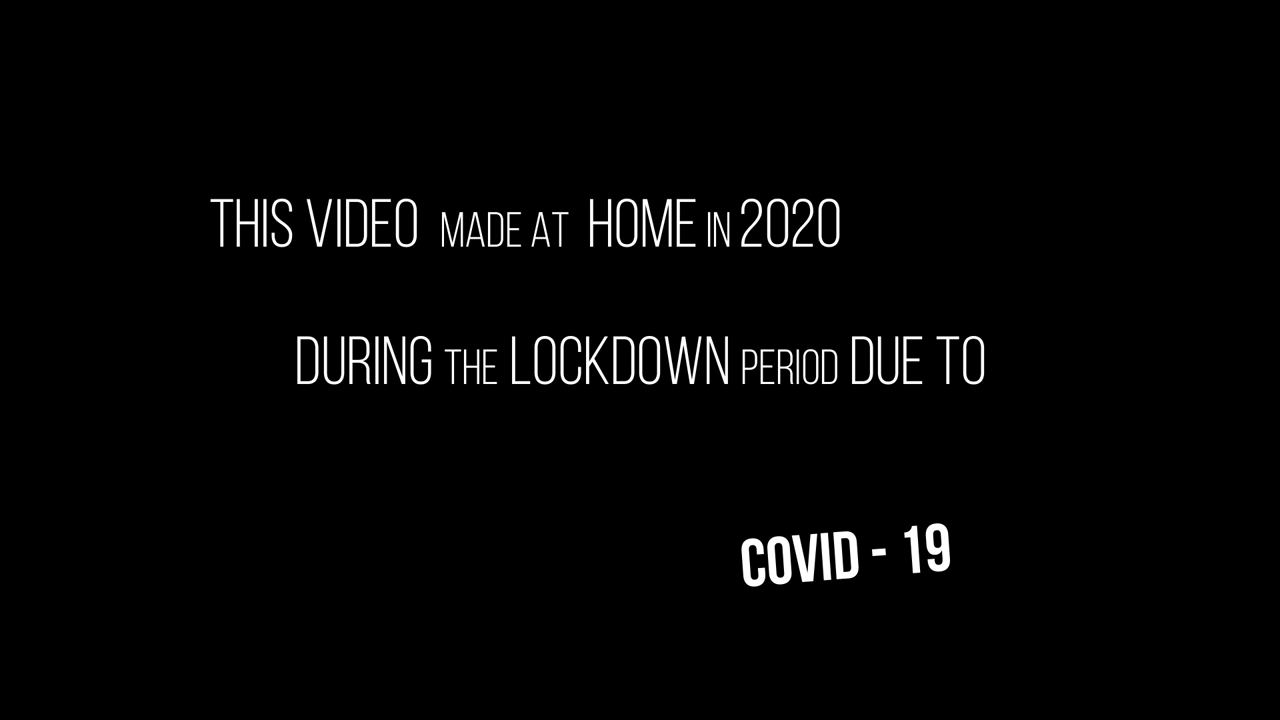 THIS VIDEO MADE AT HOME IN 2020
DURING THE LOCKDOWN PERIOD DUE TO
COVID - 19